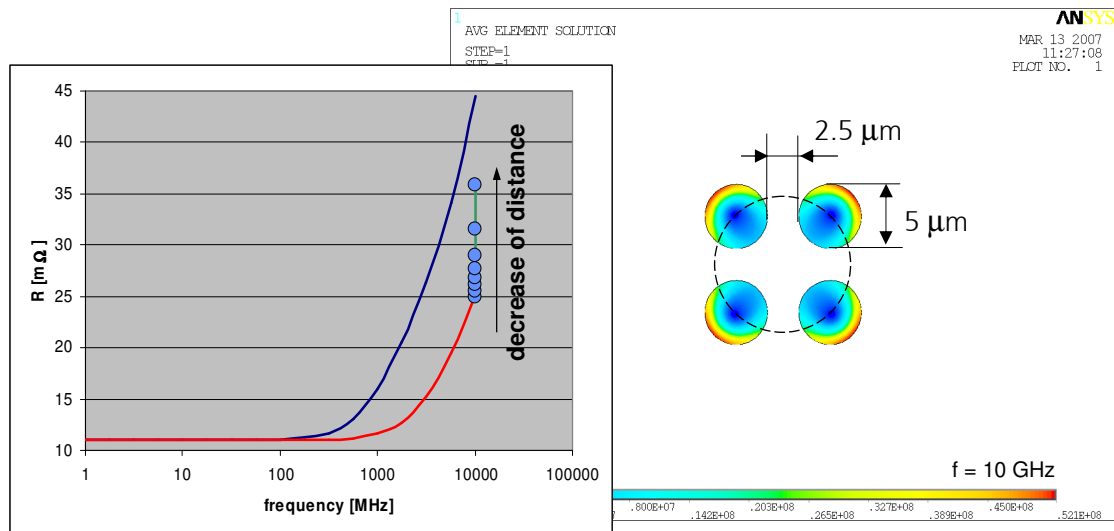 1
AVG ELEMENT SOLUTION
STEP=1
ANSYS
MAR 13 2007
11:27:08
PLOT NO. 1
45
40
35
30
25
20
15
10
R [mΩ]
1
10
100
1000
10000
100000
frequency [MHz]
decrease of distance
2.5 μm
5 μm
f = 10 GHz
.800E+07
.142E+08
.203E+08
.265E+08
.327E+08
.389E+08
.450E+08
.521E+08